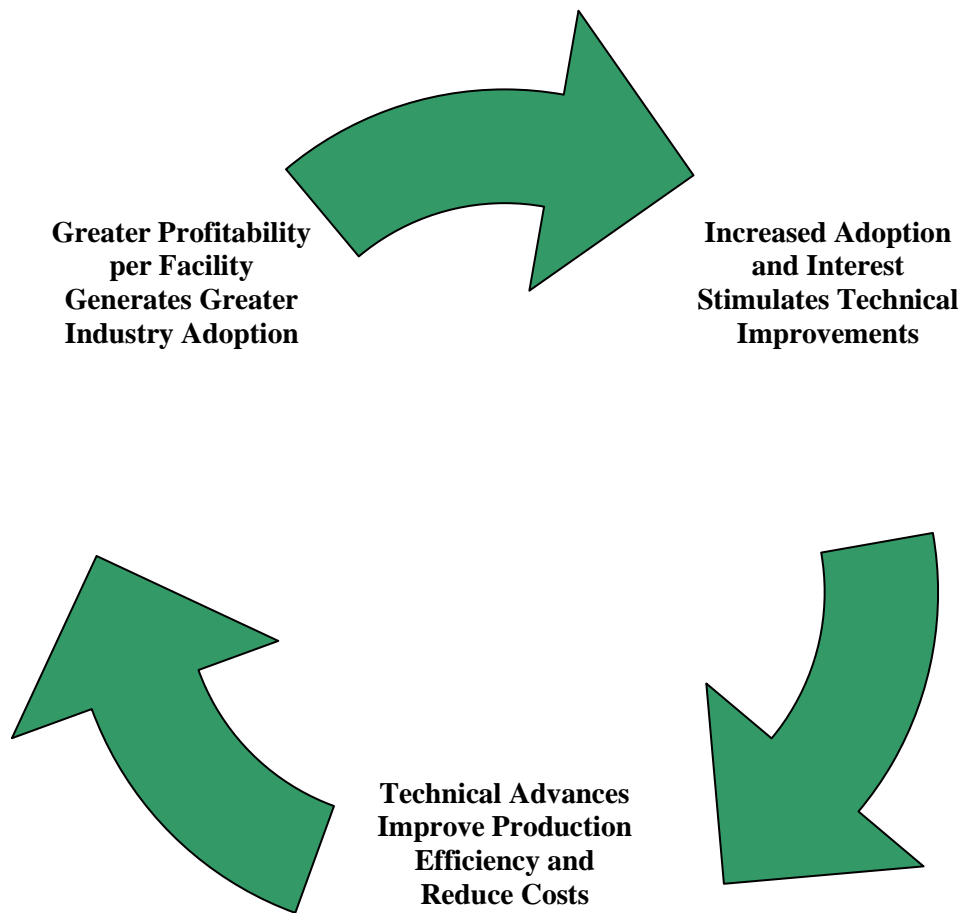 Greater Profitability
per Facility
Generates Greater
Industry Adoption
Increased Adoption
and Interest
Stimulates Technical
Improvements
Technical Advances
Improve Production
Efficiency and
Reduce Costs